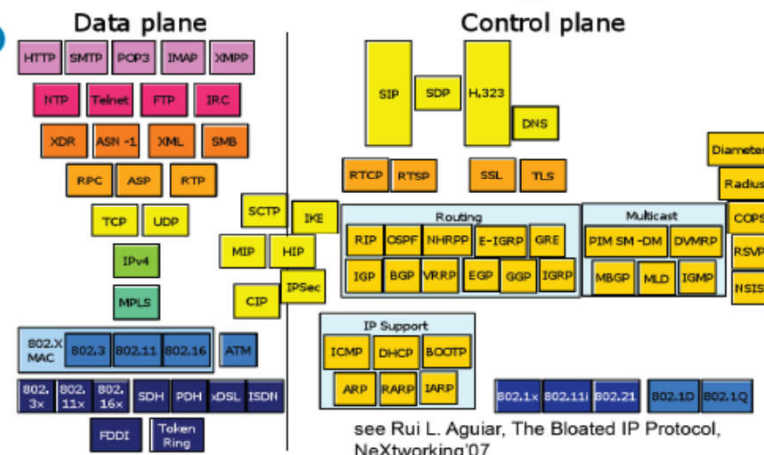 Data plane
Control plane
HTTP SMTP POP3 IMAP XMPP
NTP Telnet FTP IRC
XDR ASN -1 XML SMB
RPC ASP RTP
TCP UDP
IPv4
MPLS
802.X MAC 802.3 802.11 802.16 ATM
802. 3x 802. 11x 802. 16x SDH PDH xDSL ISDN
FDDI Token Ring
SCTP IKE
MIP HIP
CIP IPSec
SIP SDP H,323
DNS
RTCP RTSP SSL TLS
Routing
RIP OSPF NHRPP E-IGRP GRE
IGP BGP VRRP EGP GGP IGRP
Multicast
PIM SM -DM DVMRP
MBGP MLD IGMP
Diameter
Radius
COPS
RSVP
NSIS
IP Support
ICMP DHCP BOOTP
ARP RARP IARP
802.1x 802.11i 802.21 802.1D 802.1Q
see Rui L. Aguiar, The Bloated IP Protocol,
NeXtworking'07